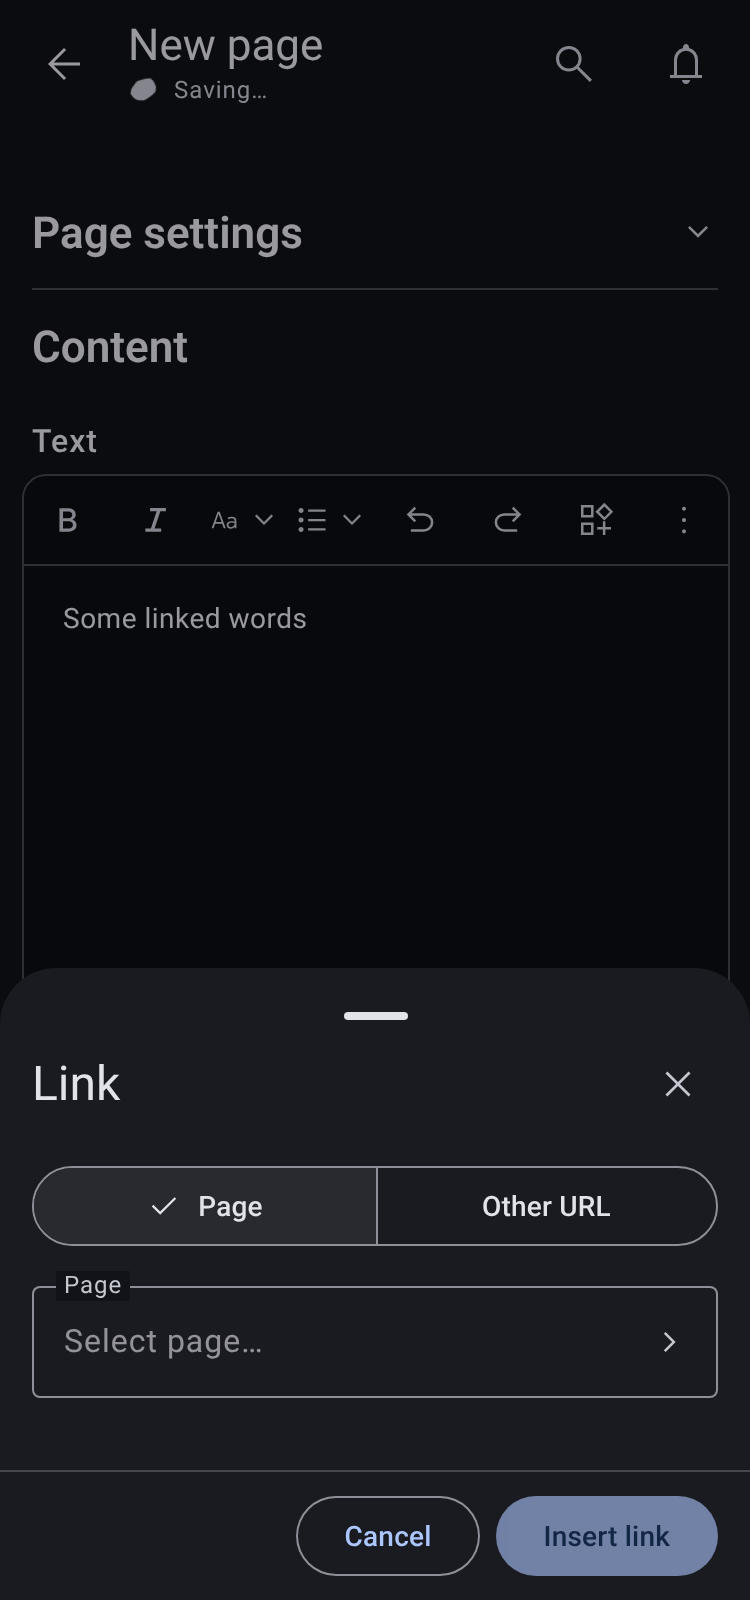 New page
Saving…
Page settings
Content
Text
B I Aa
Some linked words
Link
Page
Other URL
Page
Select page…
Cancel
Insert link